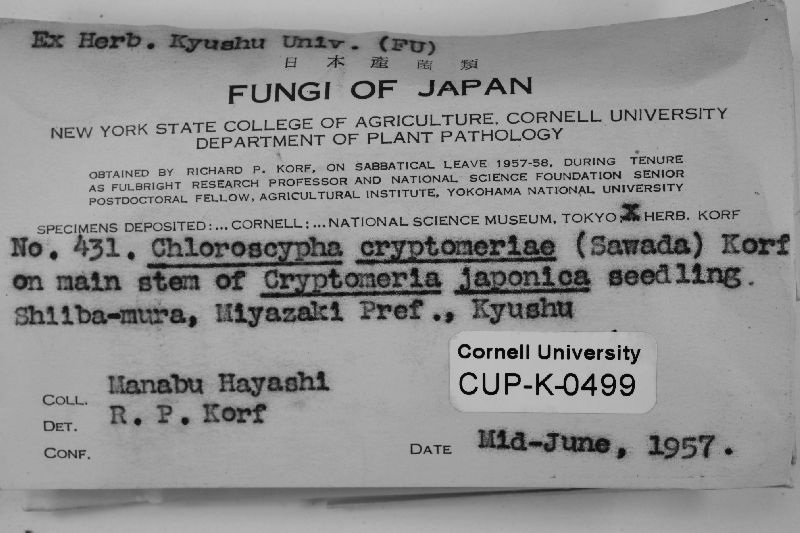 Ex Herb. Kyushu Univ. (FU)
日本産菌類
FUNGI OF JAPAN
NEW YORK STATE COLLEGE OF AGRICULTURE, CORNELL UNIVERSITY
DEPARTMENT OF PLANT PATHOLOGY
OBTAINED BY RICHARD P. KORF, ON SABBATICAL LEAVE 1957-58, DURING TENURE
AS FULBRIGHT RESEARCH PROFESSOR AND NATIONAL SCIENCE FOUNDATION SENIOR
POSTDOCTORAL FELLOW, AGRICULTURAL INSTITUTE, YOKOHAMA NATIONAL UNIVERSITY
SPECIMENS DEPOSITED:...CORNELL:...NATIONAL SCIENCE MUSEUM, TOKYO:X HERB. KORF
No. 431. Chloroscypha cryptomeriae (Sawada) Korf
on main stem of Cryptomeria japonica seedling.
Shiiba-mura, Miyazaki Pref., Kyushu
Cornell University
CUP-K-0499
COLL. Manabu Hayashi
DET. R. P. Korf
CONF.
DATE Mid-June, 1957.